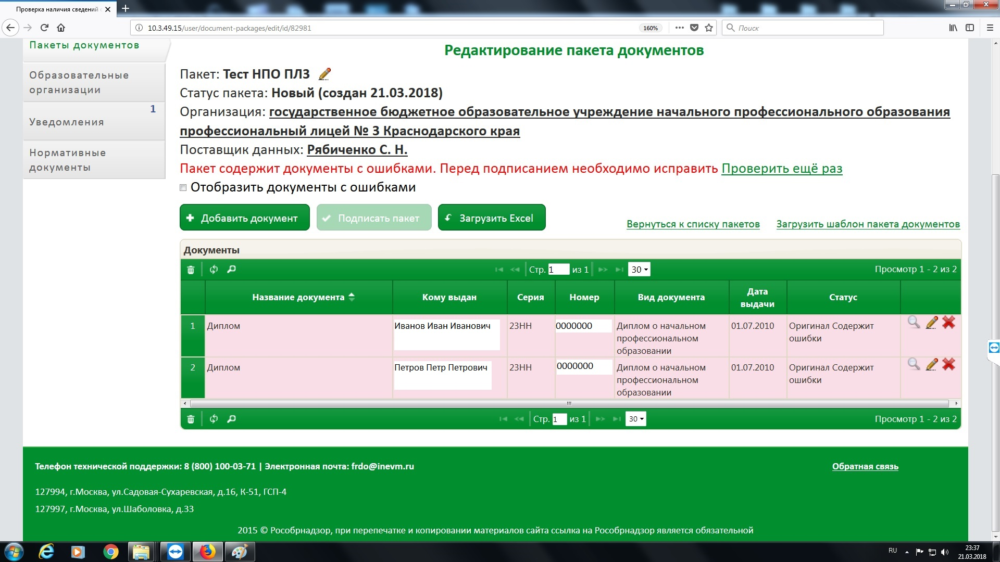 Проверка наличия сведений
10.3.49.15/user/document-packages/edit/id/82981
160%
Поиск
Пакеты документов
Образовательные
организации
1
Уведомления
Нормативные
документы
Редактирование пакета документов
Пакет: Тест НПО ПЛ3
Статус пакета: Новый (создан 21.03.2018)
Организация: государственное бюджетное образовательное учреждение начального профессионального образования
профессиональный лицей № 3 Краснодарского края
Поставщик данных: Рябиченко С. Н.
Пакет содержит документы с ошибками. Перед подписанием необходимо исправить Проверить ещё раз
Отобразить документы с ошибками
Добавить документ
Подписать пакет
Загрузить Excel
Вернуться к списку пакетов
Загрузить шаблон пакета документов
Документы
Стр. 1 из 1
30
Просмотр 1 - 2 из 2
Название документа
Кому выдан
Серия
Номер
Вид документа
Дата
выдачи
Статус
1
Диплом
Иванов Иван Иванович
23НН
0000000
Диплом о начальном
профессиональном
образовании
01.07.2010
Оригинал Содержит
ошибки
2
Диплом
Петров Петр Петрович
23НН
0000000
Диплом о начальном
профессиональном
образовании
01.07.2010
Оригинал Содержит
ошибки
Стр. 1 из 1
30
Просмотр 1 - 2 из 2
Телефон технической поддержки: 8 (800) 100-03-71 | Электронная почта: frdo@inevm.ru
Обратная связь
127994, г.Москва, ул.Садовая-Сухаревская, д.16, К-51, ГСП-4
127997, г.Москва, ул.Шаболовка, д.33
2015 © Рособрнадзор, при перепечатке и копировании материалов сайта ссылка на Рособрнадзор является обязательной
RU
23:37
21.03.2018